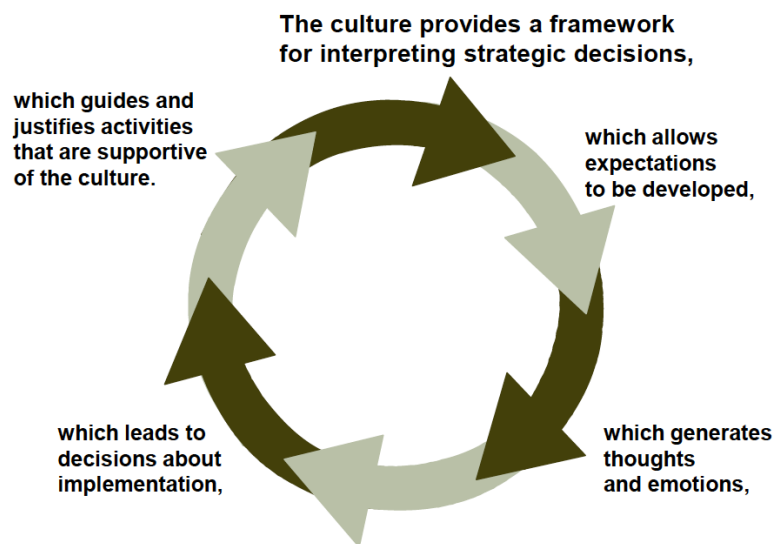 The culture provides a framework
for interpreting strategic decisions,
which allows
expectations
to be developed,
which generates
thoughts
and emotions,
which leads to
decisions about
implementation,
which guides and
justifies activities
that are supportive
of the culture.